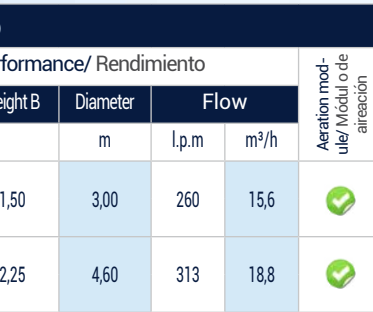 formance/ Rendimiento
Aeration mod-
ule/ Módulo de
aireación
eight B Diameter Flow
m l.p.m m³/h
1,50 3,00 260 15,6
2,25 4,60 313 18,8